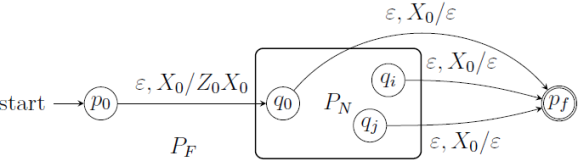 ε, X₀/ε
ε, X₀/ε
ε, X₀/Z₀X₀
qᵢ
start
p₀
q₀
P_N
p_f
qⱼ
P_F
ε, X₀/ε